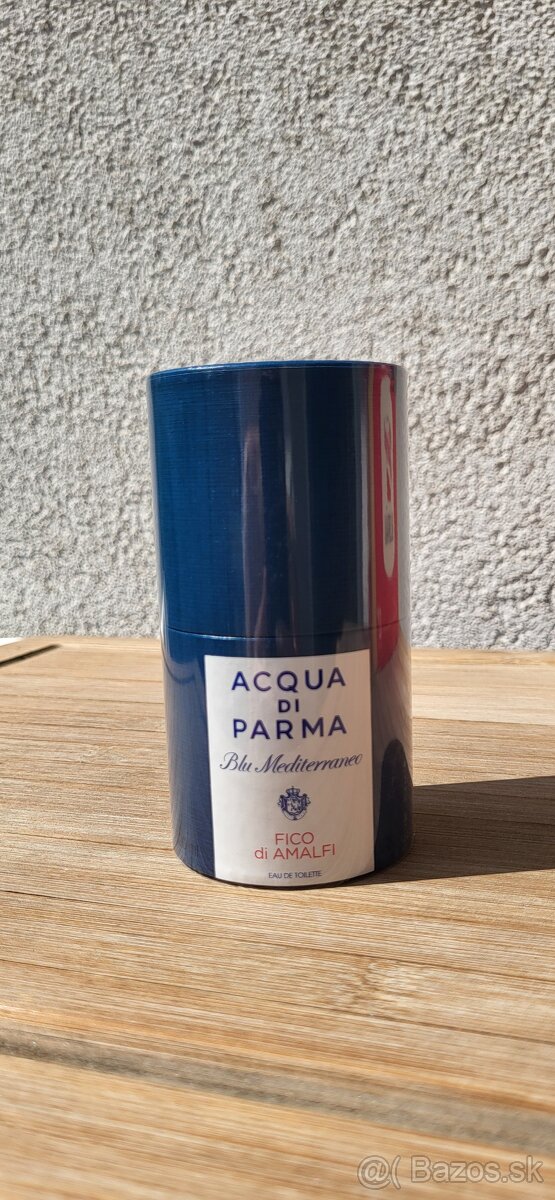 ACQUA
DI
PARMA
Blu Mediterraneo
FICO
di AMALFI
EAU DE TOILETTE
@( Bazos.sk